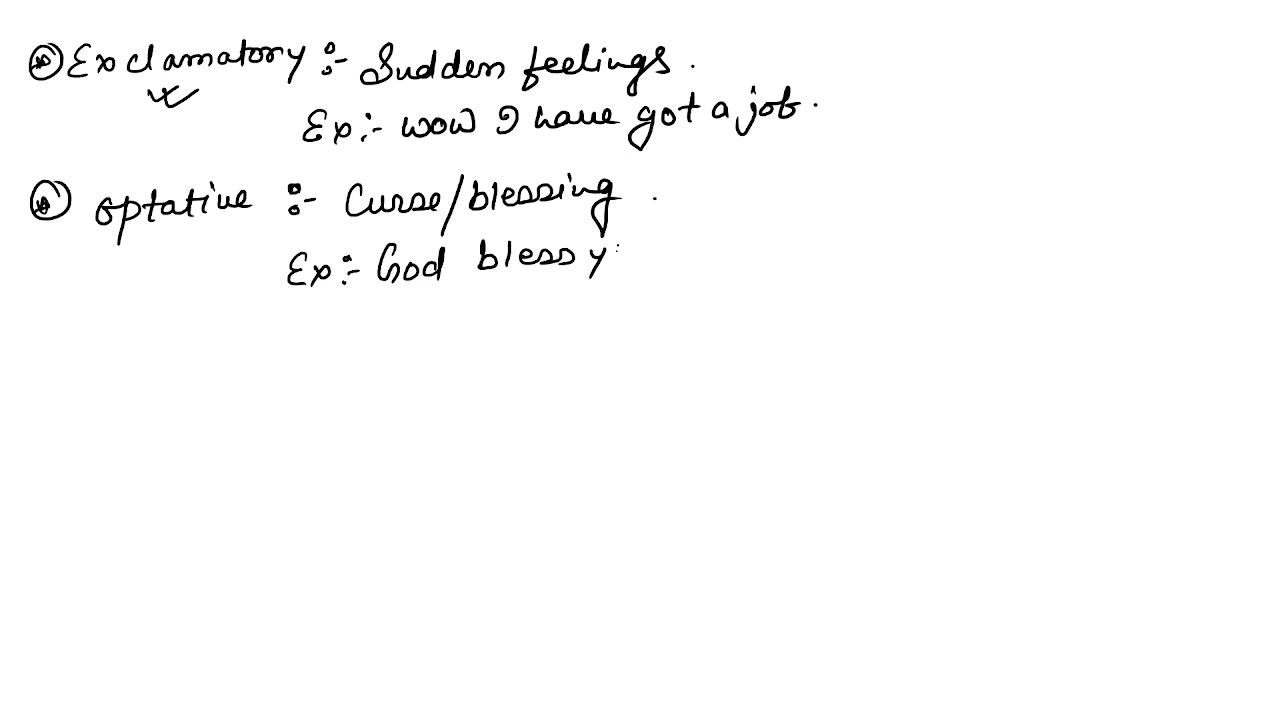 Exclamatory :- Sudden feelings.
Ex:- wow I have got a job.
optative :- Curse/blessing.
Ex:- God bless y